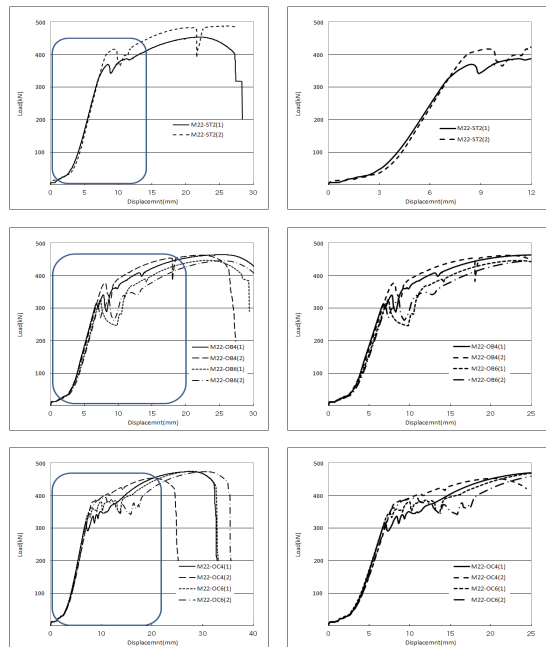 500
400
300
200
100
Load[kN]
M22-ST2(1)
M22-ST2(2)
0 5 10 15 20 25 30
Displacemnt(mm)
500
400
300
200
100
Load[kN]
M22-ST2(1)
M22-ST2(2)
0 3 6 9 12
Displacemnt(mm)
500
400
300
200
100
Load[kN]
M22-OB4(1)
M22-OB4(2)
M22-OB6(1)
M22-OB6(2)
0 5 10 15 20 25 30
Displacemnt(mm)
500
400
300
200
100
Load[kN]
M22-OB4(1)
M22-OB4(2)
M22-OB6(1)
M22-OB6(2)
0 5 10 15 20 25
Displacemnt(mm)
500
400
300
200
100
Load[kN]
M22-OC4(1)
M22-OC4(2)
M22-OC6(1)
M22-OC6(2)
0 10 20 30 40
Displacemnt(mm)
500
400
300
200
100
Load[kN]
M22-OC4(1)
M22-OC4(2)
M22-OC6(1)
M22-OC6(2)
0 5 10 15 20 25
Displacemnt(mm)